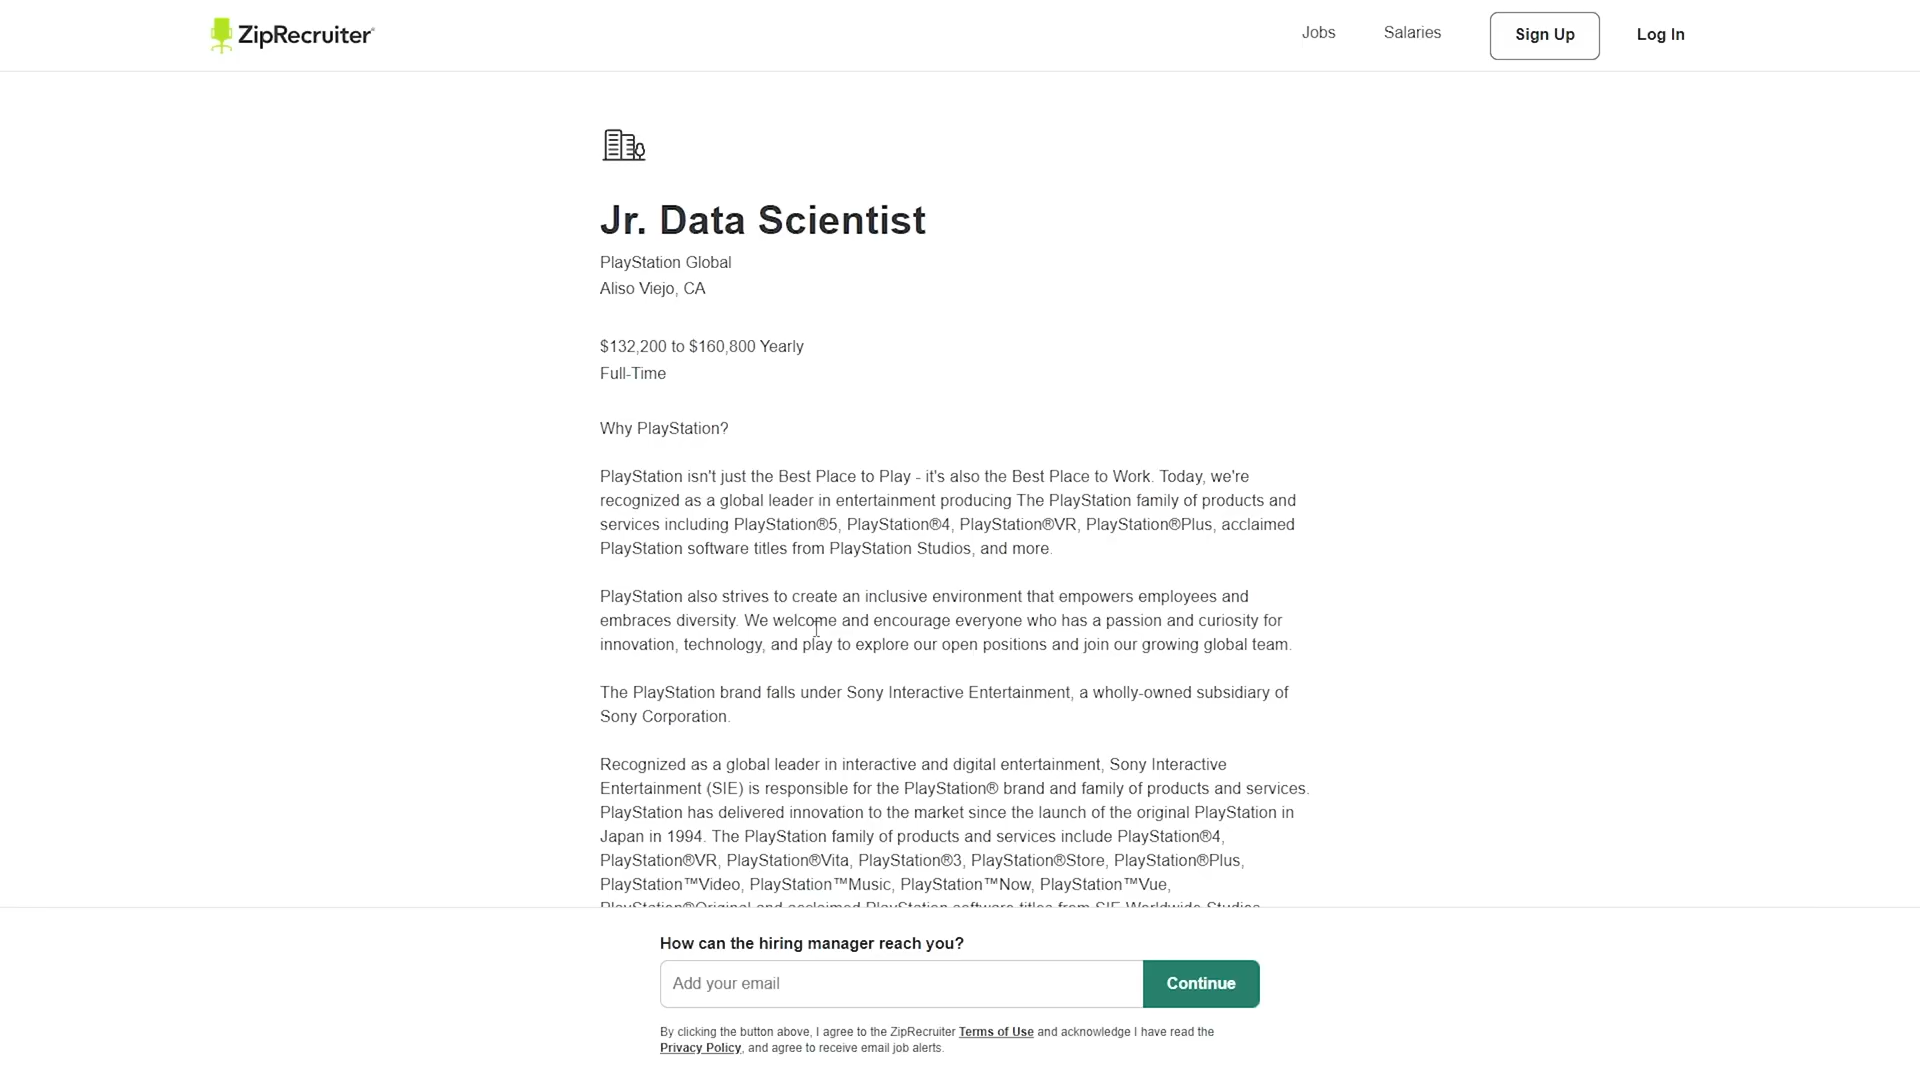 ZipRecruiter
Jobs
Salaries
Sign Up
Log In
Jr. Data Scientist
PlayStation Global
Aliso Viejo, CA
$132,200 to $160,800 Yearly
Full-Time
Why PlayStation?
PlayStation isn't just the Best Place to Play - it's also the Best Place to Work. Today, we're
recognized as a global leader in entertainment producing The PlayStation family of products and
services including PlayStation®5, PlayStation®4, PlayStation®VR, PlayStation®Plus, acclaimed
PlayStation software titles from PlayStation Studios, and more.
PlayStation also strives to create an inclusive environment that empowers employees and
embraces diversity. We welcome and encourage everyone who has a passion and curiosity for
innovation, technology, and play to explore our open positions and join our growing global team.
The PlayStation brand falls under Sony Interactive Entertainment, a wholly-owned subsidiary of
Sony Corporation.
Recognized as a global leader in interactive and digital entertainment, Sony Interactive
Entertainment (SIE) is responsible for the PlayStation® brand and family of products and services.
PlayStation has delivered innovation to the market since the launch of the original PlayStation in
Japan in 1994. The PlayStation family of products and services include PlayStation®4,
PlayStation®VR, PlayStation®Vita, PlayStation®3, PlayStation®Store, PlayStation®Plus,
PlayStation™Video, PlayStation™Music, PlayStation™Now, PlayStation™Vue,
PlayStation®Original and acclaimed PlayStation software titles from SIE Worldwide Studios
How can the hiring manager reach you?
Add your email
Continue
By clicking the button above, I agree to the ZipRecruiter Terms of Use and acknowledge I have read the
Privacy Policy, and agree to receive email job alerts.